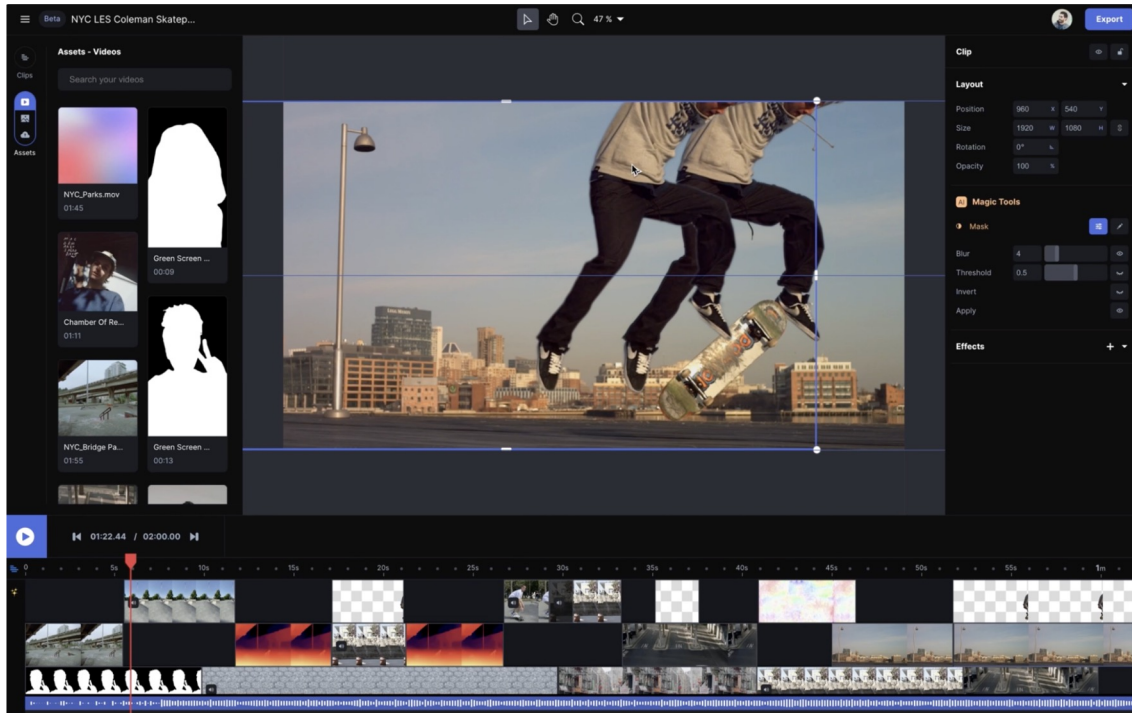 Beta NYC LES Coleman Skatep...
47 %
Export
Clips
Assets
Assets - Videos
Search your videos
NYC_Parks.mov
01:45
Green Screen ...
00:09
Chamber Of Re...
01:11
NYC_Bridge Pa...
01:55
Green Screen ...
00:13
Clip
Layout
Position 960 X 540 Y
Size 1920 W 1080 H
Rotation 0°
Opacity 100 %
AI Magic Tools
Mask
Blur 4
Threshold 0.5
Invert
Apply
Effects
01:22.44 / 02:00.00
0 5s 10s 15s 20s 25s 30s 35s 40s 45s 50s 55s 1m